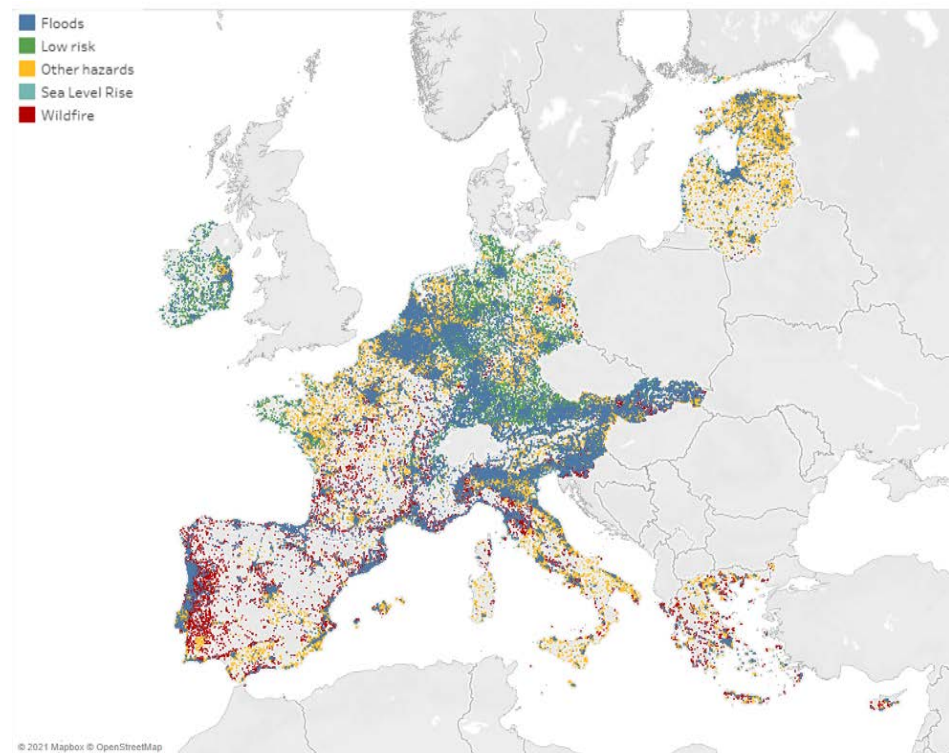 Floods
Low risk
Other hazards
Sea Level Rise
Wildfire
© 2021 Mapbox © OpenStreetMap